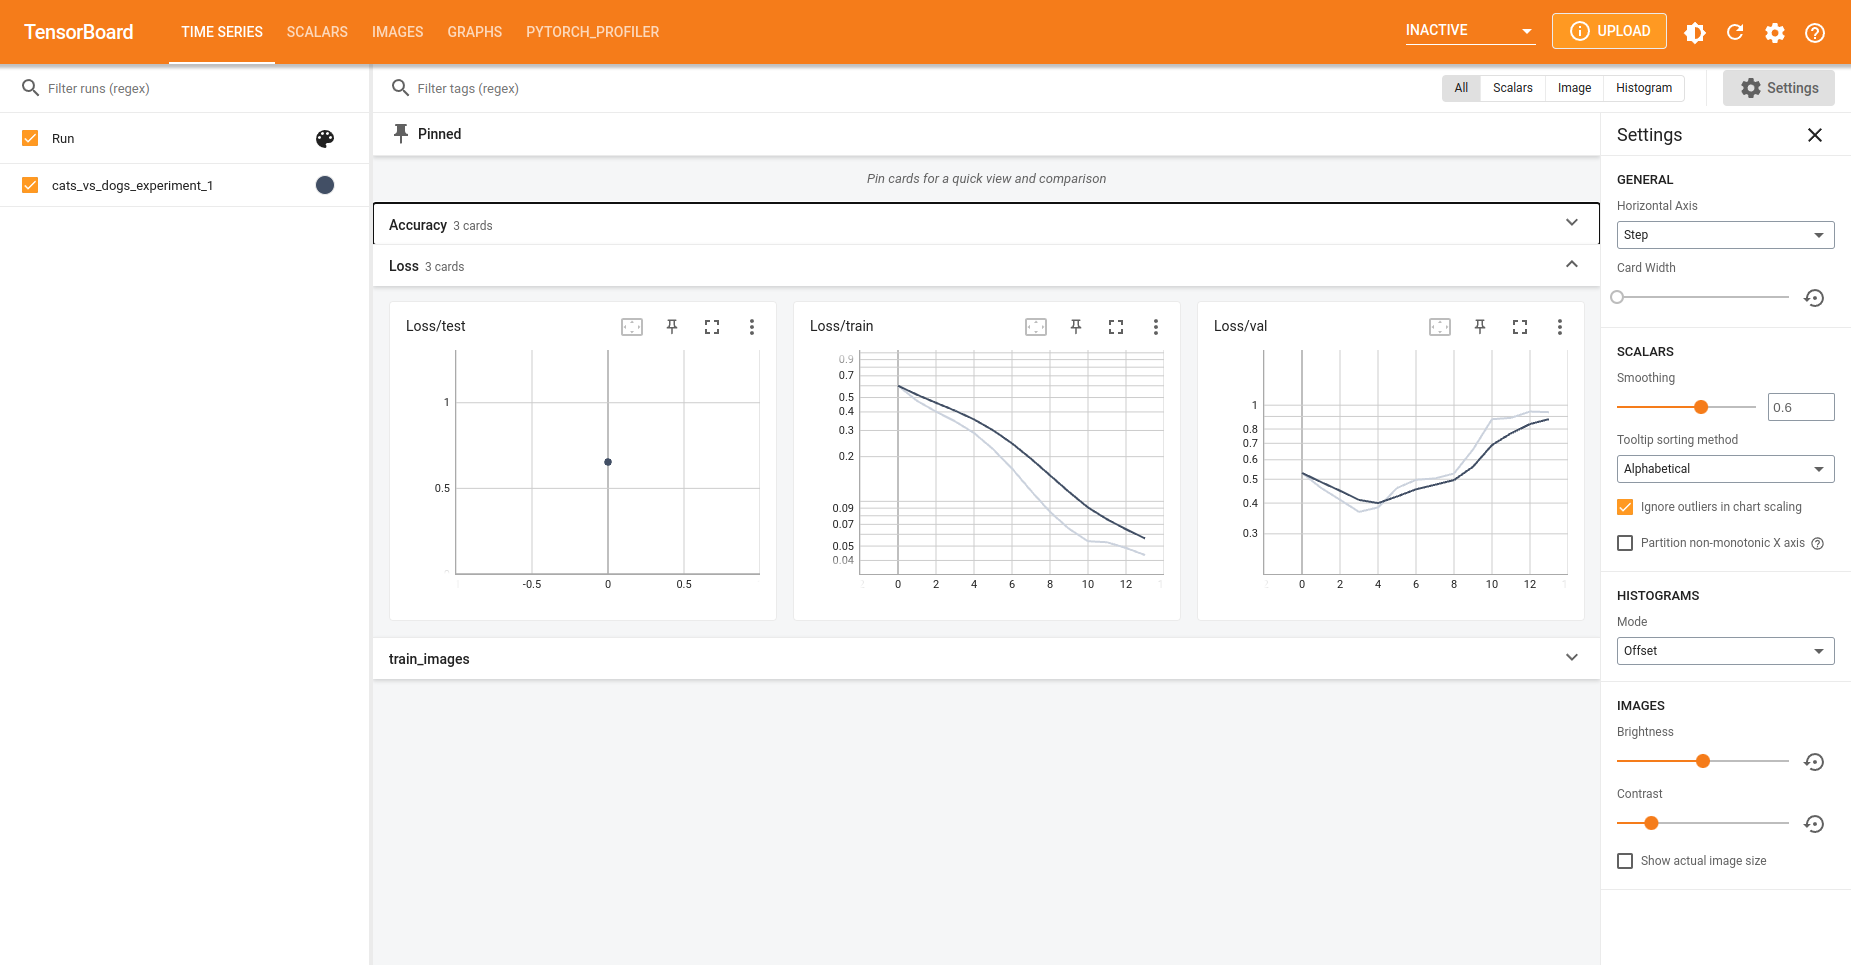 TensorBoard TIME SERIES SCALARS IMAGES GRAPHS PYTORCH_PROFILER INACTIVE UPLOAD
Filter runs (regex)
Run
cats_vs_dogs_experiment_1
Filter tags (regex) All Scalars Image Histogram Settings
Pinned
Pin cards for a quick view and comparison
Accuracy 3 cards
Loss 3 cards
Loss/test
1
0.5
-0.5 0 0.5
Loss/train
0.9
0.7
0.5
0.4
0.3
0.2
0.09
0.07
0.05
0.04
0 2 4 6 8 10 12
Loss/val
1
0.8
0.7
0.6
0.5
0.4
0.3
0 2 4 6 8 10 12
train_images
Settings
GENERAL
Horizontal Axis
Step
Card Width
SCALARS
Smoothing
0.6
Tooltip sorting method
Alphabetical
Ignore outliers in chart scaling
Partition non-monotonic X axis
HISTOGRAMS
Mode
Offset
IMAGES
Brightness
Contrast
Show actual image size